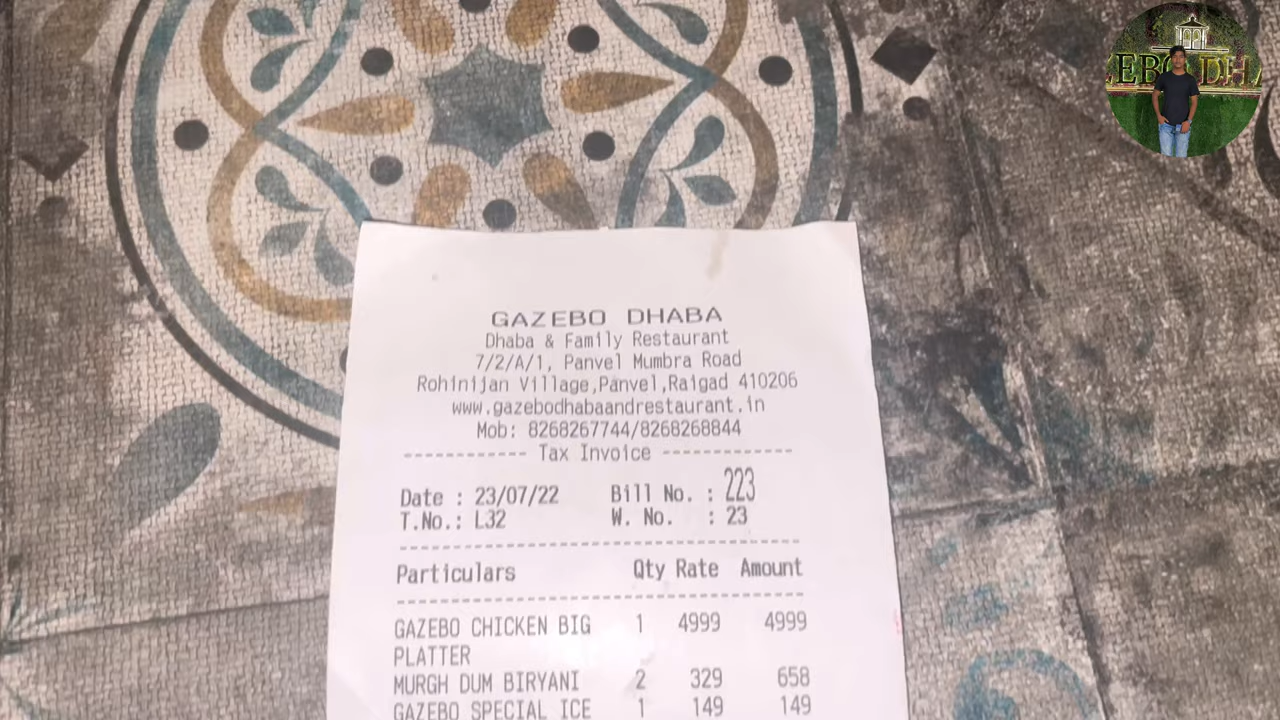 GAZEBO DHABA
Dhaba & Family Restaurant
7/2/A/1, Panvel Mumbra Road
Rohinijan Village,Panvel,Raigad 410206
www.gazebodhabaandrestaurant.in
Mob: 8268267744/8268268844
----------- Tax Invoice -----------
Date : 23/07/22 Bill No. : 223
T.No.: L32 W. No. : 23
Particulars Qty Rate Amount
GAZEBO CHICKEN BIG 1 4999 4999
PLATTER
MURGH DUM BIRYANI 2 329 658
GAZEBO SPECIAL ICE 1 149 149